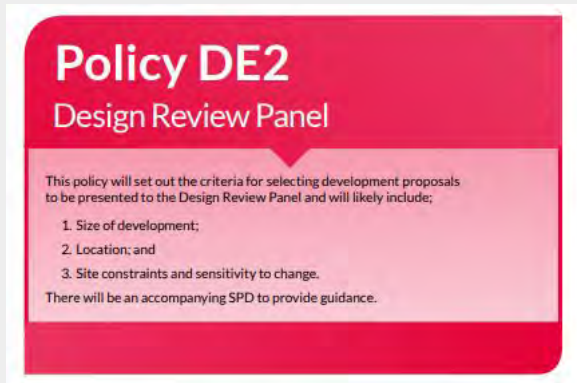 Policy DE2
Design Review Panel
This policy will set out the criteria for selecting development proposals
to be presented to the Design Review Panel and will likely include;
1. Size of development;
2. Location; and
3. Site constraints and sensitivity to change.
There will be an accompanying SPD to provide guidance.